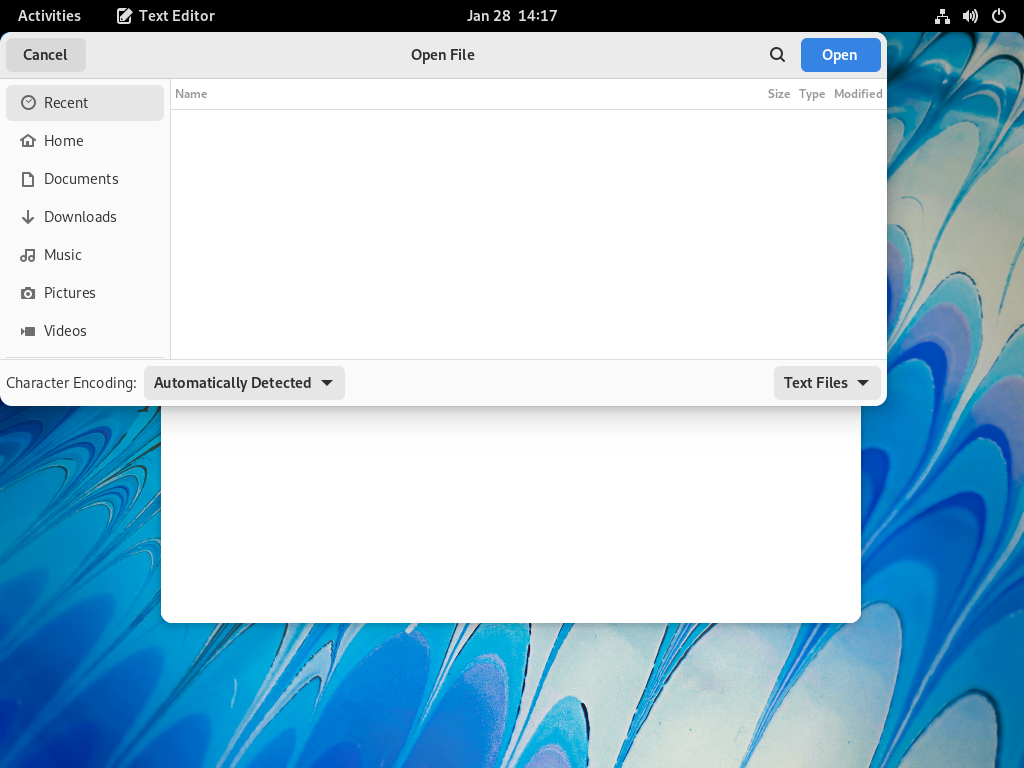 Activities Text Editor Jan 28 14:17
Cancel Open File Open
Name Size Type Modified
Recent
Home
Documents
Downloads
Music
Pictures
Videos
Character Encoding: Automatically Detected Text Files